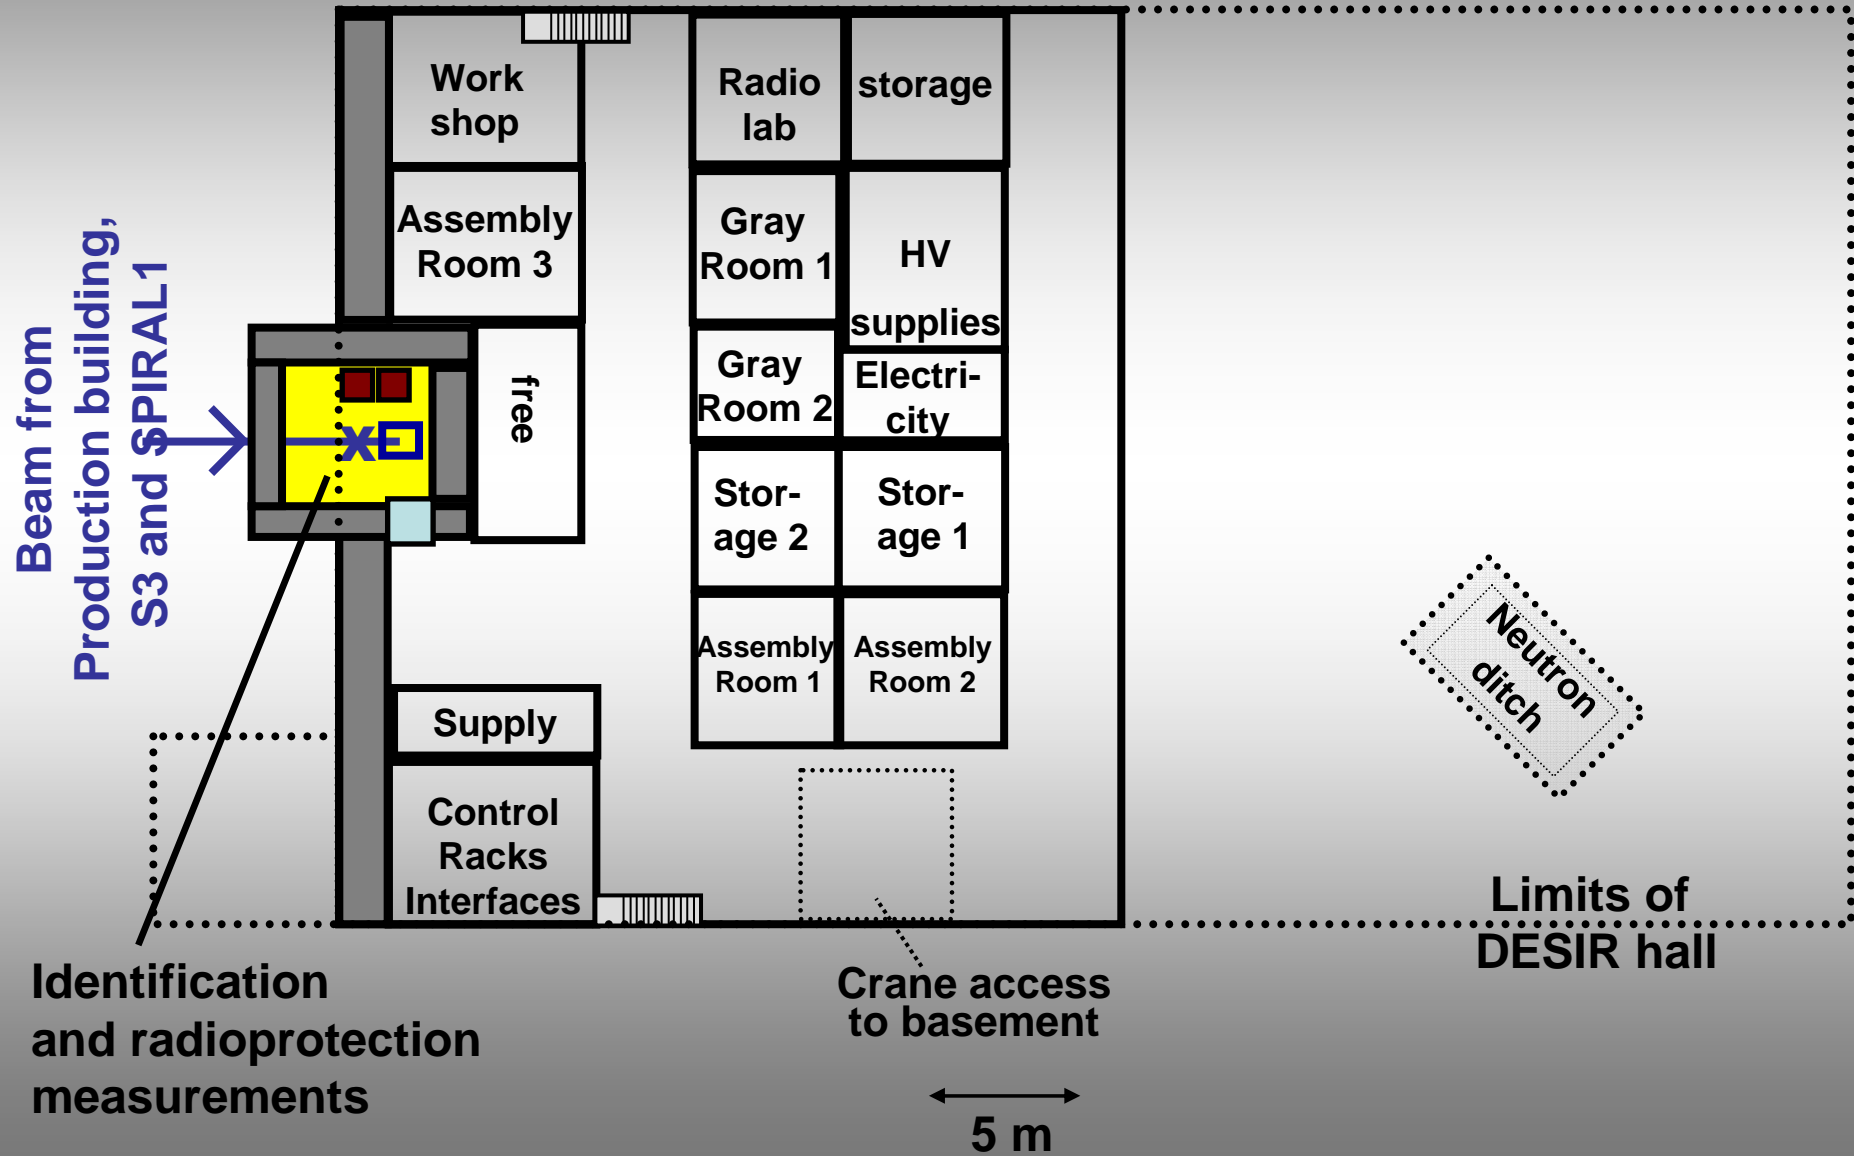 Work
shop
Radio
lab
storage
Assembly
Room 3
Gray
Room 1
HV
supplies
Beam from
Production building,
S3 and SPIRAL1
free
X
Gray
Room 2
Electri-
city
Stor-
age 2
Stor-
age 1
Assembly
Room 1
Assembly
Room 2
Neutron
ditch
Supply
Control
Racks
Interfaces
Limits of
DESIR hall
Identification
and radioprotection
measurements
Crane access
to basement
5 m